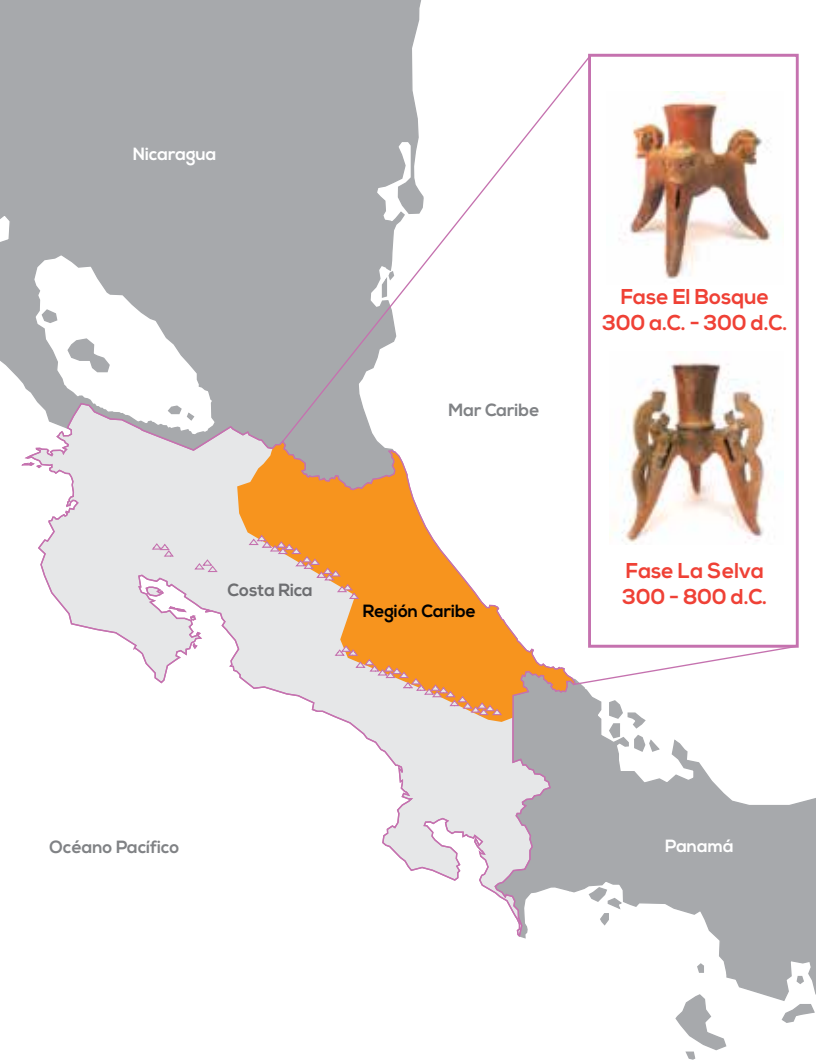 Nicaragua
Fase El Bosque
300 a.C. - 300 d.C.
Mar Caribe
Fase La Selva
300 - 800 d.C.
Costa Rica
Región Caribe
Océano Pacífico
Panamá